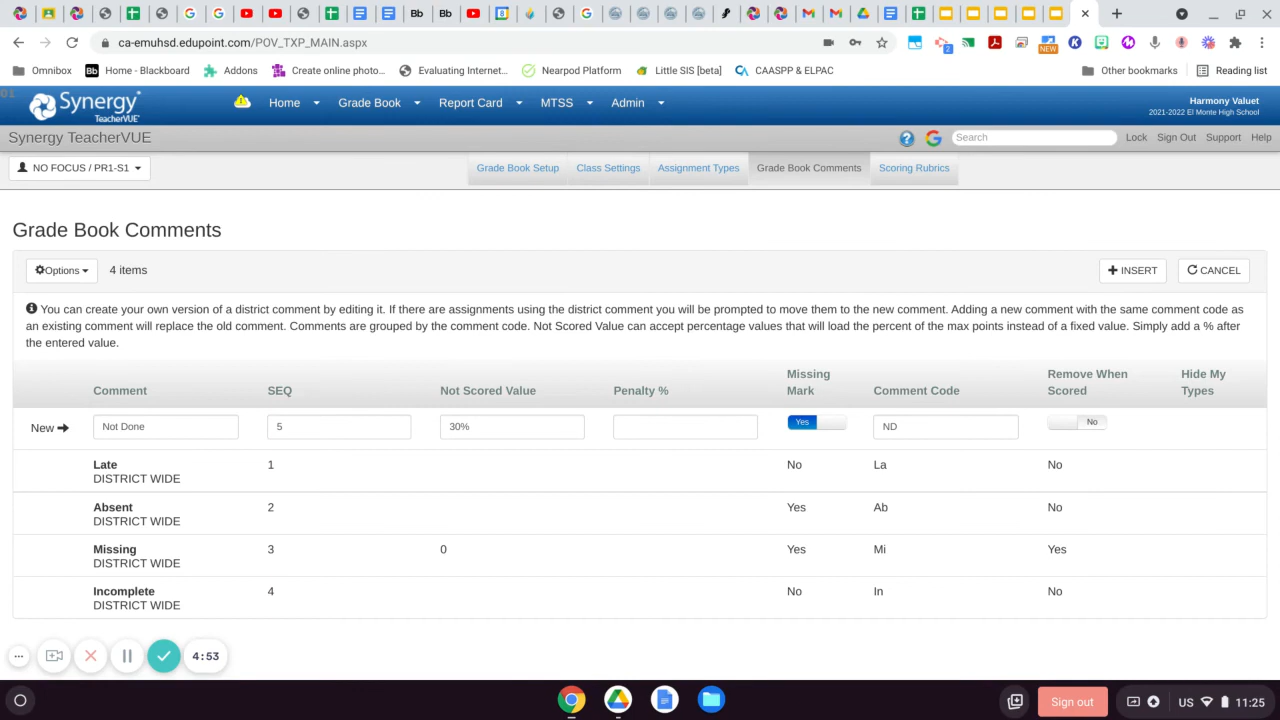 Bb
Bb
8
ca-emuhsd.edupoint.com/POV_TXP_MAIN.aspx
2
NEW
K
Omnibox
Bb Home - Blackboard
Addons
Create online photo...
Evaluating Internet...
Nearpod Platform
Little SIS [beta]
CA CAASPP & ELPAC
Other bookmarks
Reading list
Synergy
TeacherVUE
Home
Grade Book
Report Card
MTSS
Admin
Harmony Valuet
2021-2022 El Monte High School
Synergy TeacherVUE
Search
Lock
Sign Out
Support
Help
NO FOCUS / PR1-S1
Grade Book Setup
Class Settings
Assignment Types
Grade Book Comments
Scoring Rubrics
Grade Book Comments
Options
4 items
INSERT
CANCEL
You can create your own version of a district comment by editing it. If there are assignments using the district comment you will be prompted to move them to the new comment. Adding a new comment with the same comment code as
an existing comment will replace the old comment. Comments are grouped by the comment code. Not Scored Value can accept percentage values that will load the percent of the max points instead of a fixed value. Simply add a % after
the entered value.
Comment SEQ Not Scored Value Penalty % Missing Mark Comment Code Remove When Scored Hide My Types
New Not Done 5 30% Yes ND No
Late 1 No La No
DISTRICT WIDE
Absent 2 Yes Ab No
DISTRICT WIDE
Missing 3 0 Yes Mi Yes
DISTRICT WIDE
Incomplete 4 No In No
DISTRICT WIDE
4:53
Sign out
US
11:25